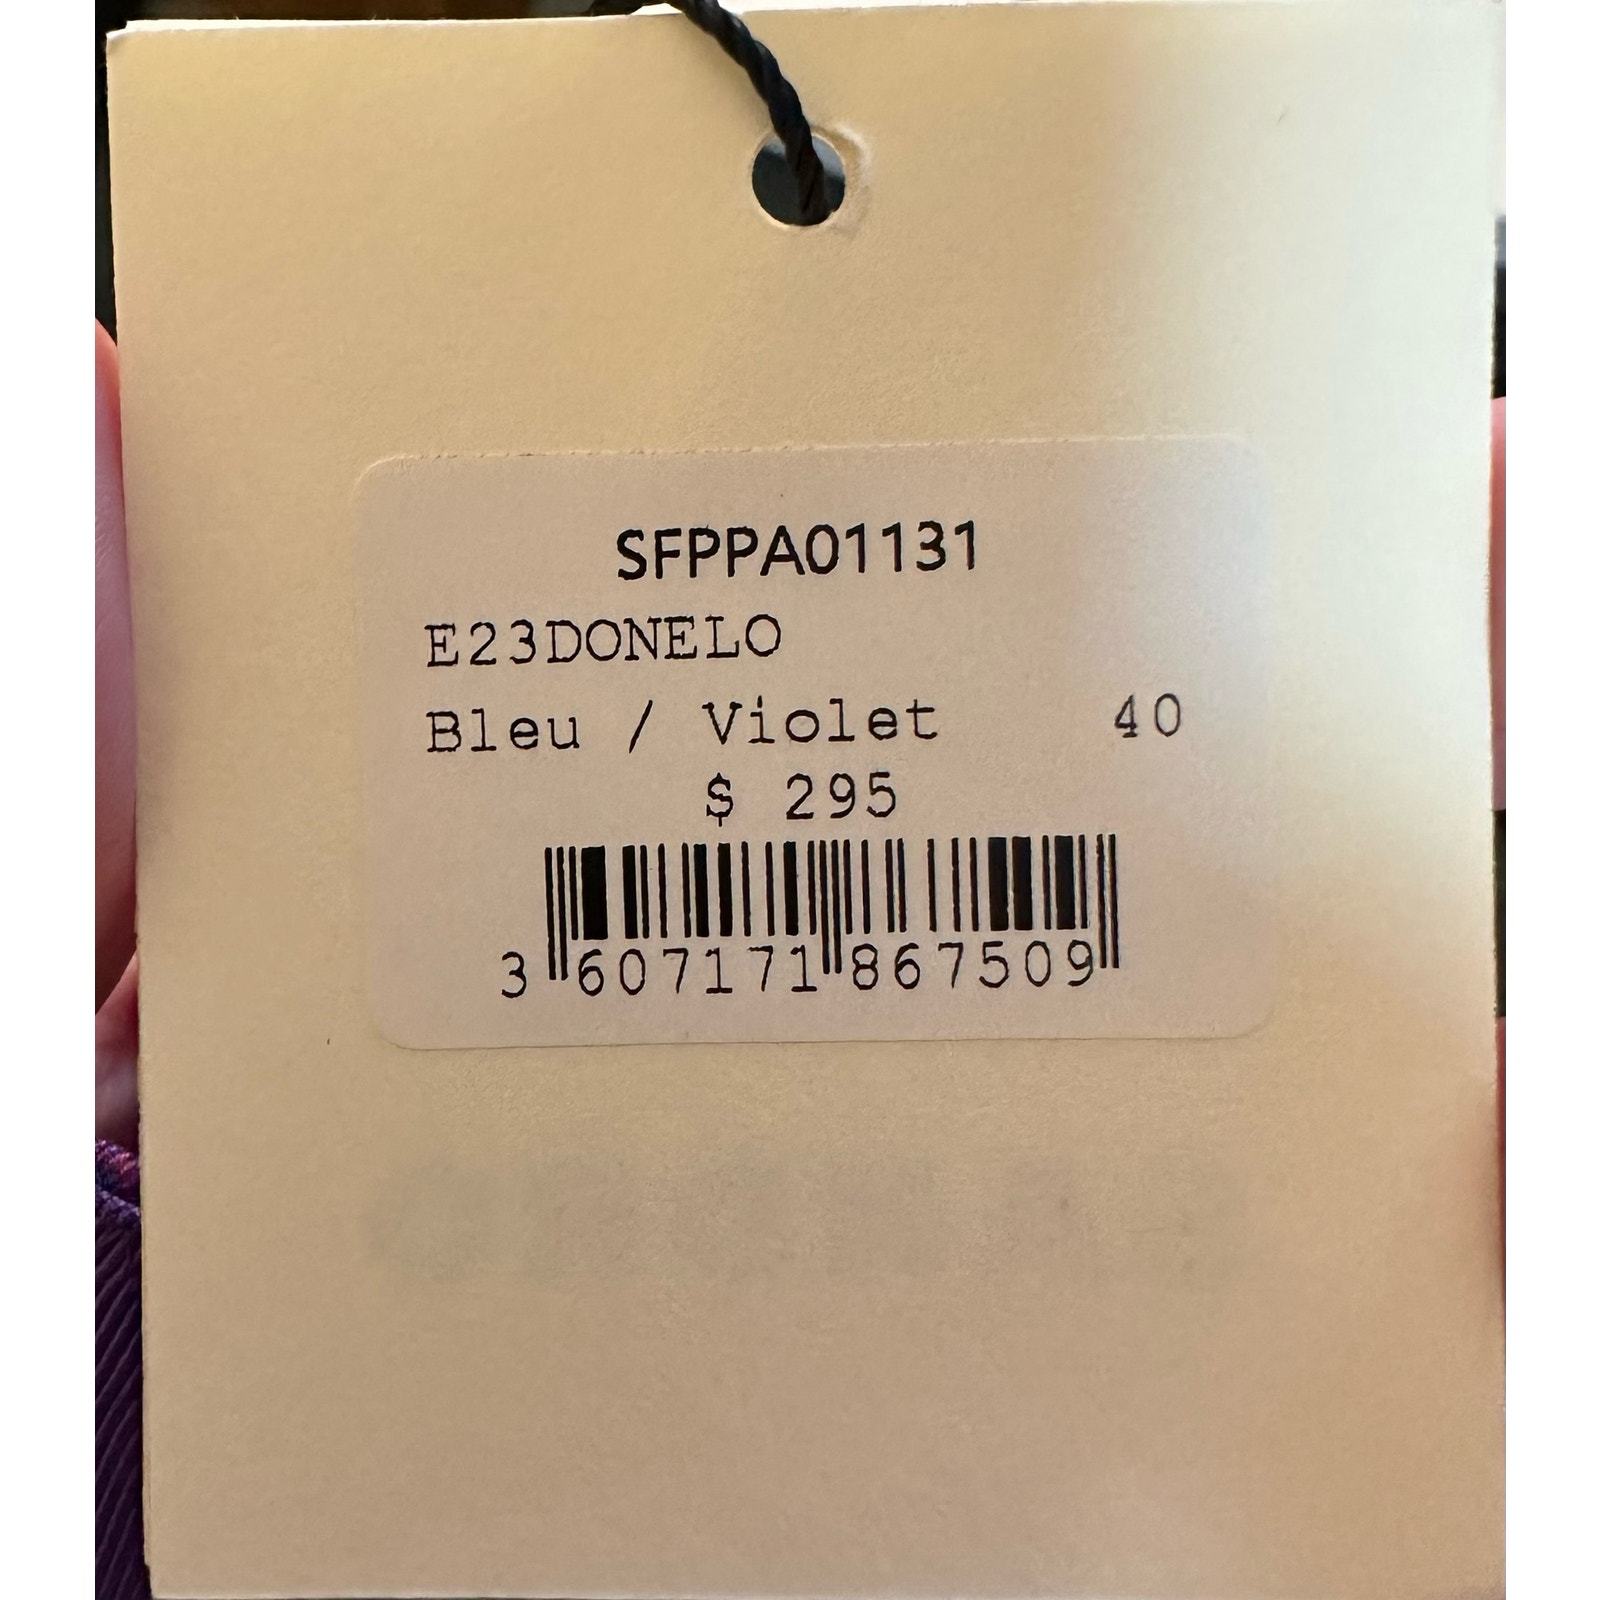 SFPPA01131
E23DONELO
Bleu / Violet 40
$ 295
3 607171 867509